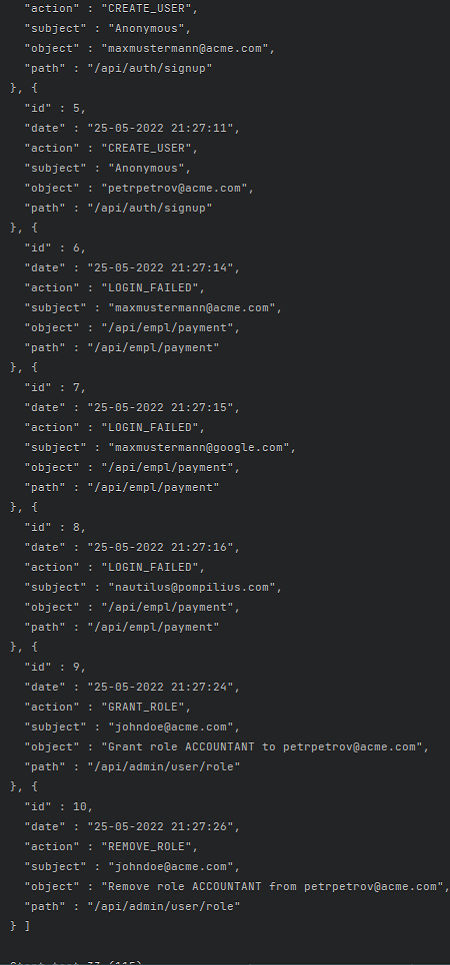 "action" : "CREATE_USER",
"subject" : "Anonymous",
"object" : "maxmustermann@acme.com",
"path" : "/api/auth/signup"
}, {
"id" : 5,
"date" : "25-05-2022 21:27:11",
"action" : "CREATE_USER",
"subject" : "Anonymous",
"object" : "petrpetrov@acme.com",
"path" : "/api/auth/signup"
}, {
"id" : 6,
"date" : "25-05-2022 21:27:14",
"action" : "LOGIN_FAILED",
"subject" : "maxmustermann@acme.com",
"object" : "/api/empl/payment",
"path" : "/api/empl/payment"
}, {
"id" : 7,
"date" : "25-05-2022 21:27:15",
"action" : "LOGIN_FAILED",
"subject" : "maxmustermann@google.com",
"object" : "/api/empl/payment",
"path" : "/api/empl/payment"
}, {
"id" : 8,
"date" : "25-05-2022 21:27:16",
"action" : "LOGIN_FAILED",
"subject" : "nautilus@pompilius.com",
"object" : "/api/empl/payment",
"path" : "/api/empl/payment"
}, {
"id" : 9,
"date" : "25-05-2022 21:27:24",
"action" : "GRANT_ROLE",
"subject" : "johndoe@acme.com",
"object" : "Grant role ACCOUNTANT to petrpetrov@acme.com",
"path" : "/api/admin/user/role"
}, {
"id" : 10,
"date" : "25-05-2022 21:27:26",
"action" : "REMOVE_ROLE",
"subject" : "johndoe@acme.com",
"object" : "Remove role ACCOUNTANT from petrpetrov@acme.com",
"path" : "/api/admin/user/role"
} ]